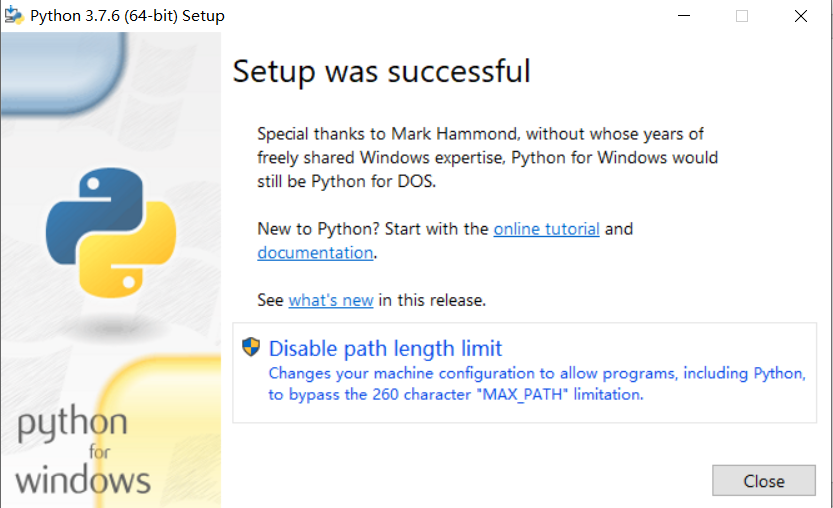 Python 3.7.6 (64-bit) Setup
Setup was successful
Special thanks to Mark Hammond, without whose years of
freely shared Windows expertise, Python for Windows would
still be Python for DOS.
New to Python? Start with the online tutorial and
documentation.
See what's new in this release.
Disable path length limit
Changes your machine configuration to allow programs, including Python,
to bypass the 260 character "MAX_PATH" limitation.
python
for
windows
Close